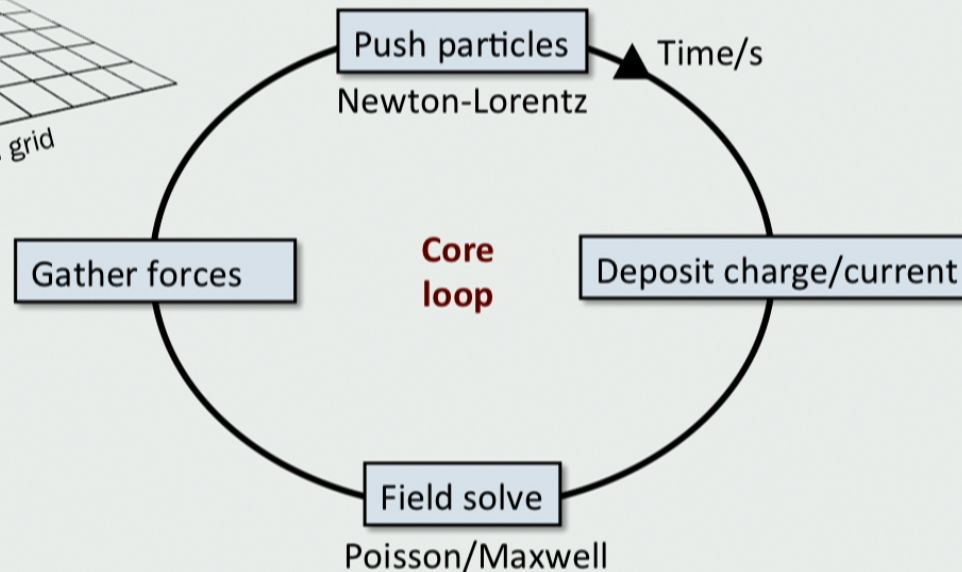 Push particles
Time/s
Newton-Lorentz
grid
Gather forces
Core
loop
Deposit charge/current
Field solve
Poisson/Maxwell